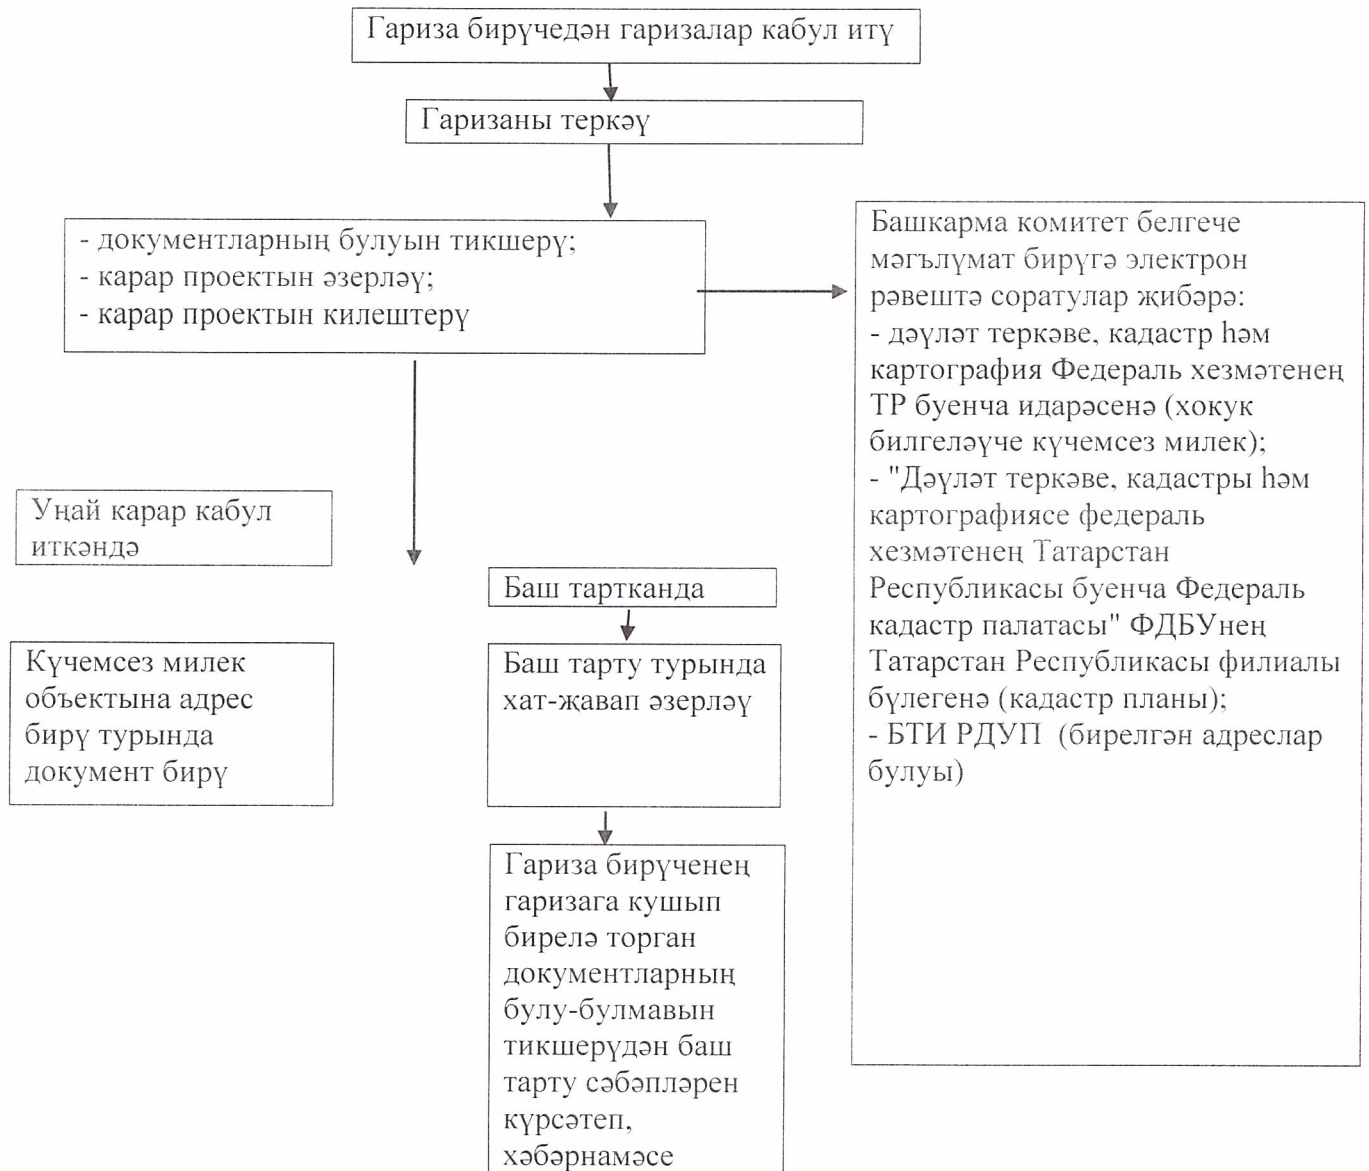 Гариза бирүчедән гаризалар кабул итү
Гаризаны теркәү
- документларның булуын тикшерү;
- карар проектын әзерләү;
- карар проектын килештерү
Башкарма комитет белгече
мәгълүмат бирүгә электрон
рәвештә соратулар җибәрә:
- дәүләт теркәве, кадастр һәм
картография Федераль хезмәтенең
ТР буенча идарәсенә (хокук
билгеләүче күчемсез милек);
- "Дәүләт теркәве, кадастры һәм
картографиясе федераль
хезмәтенең Татарстан
Республикасы буенча Федераль
кадастр палатасы" ФДБУнең
Татарстан Республикасы филиалы
бүлегенә (кадастр планы);
- БТИ РДУП (бирелгән адреслар
булуы)
Уңай карар кабул
иткәндә
Күчемсез милек
объектына адрес
бирү турында
документ бирү
Баш тартканда
Баш тарту турында
хат-җавап әзерләү
Гариза бирүченең
гаризага кушып
бирелә торган
документларның
булу-булмавын
тикшерүдән баш
тарту сәбәпләрен
күрсәтеп,
хәбәрнамәсе